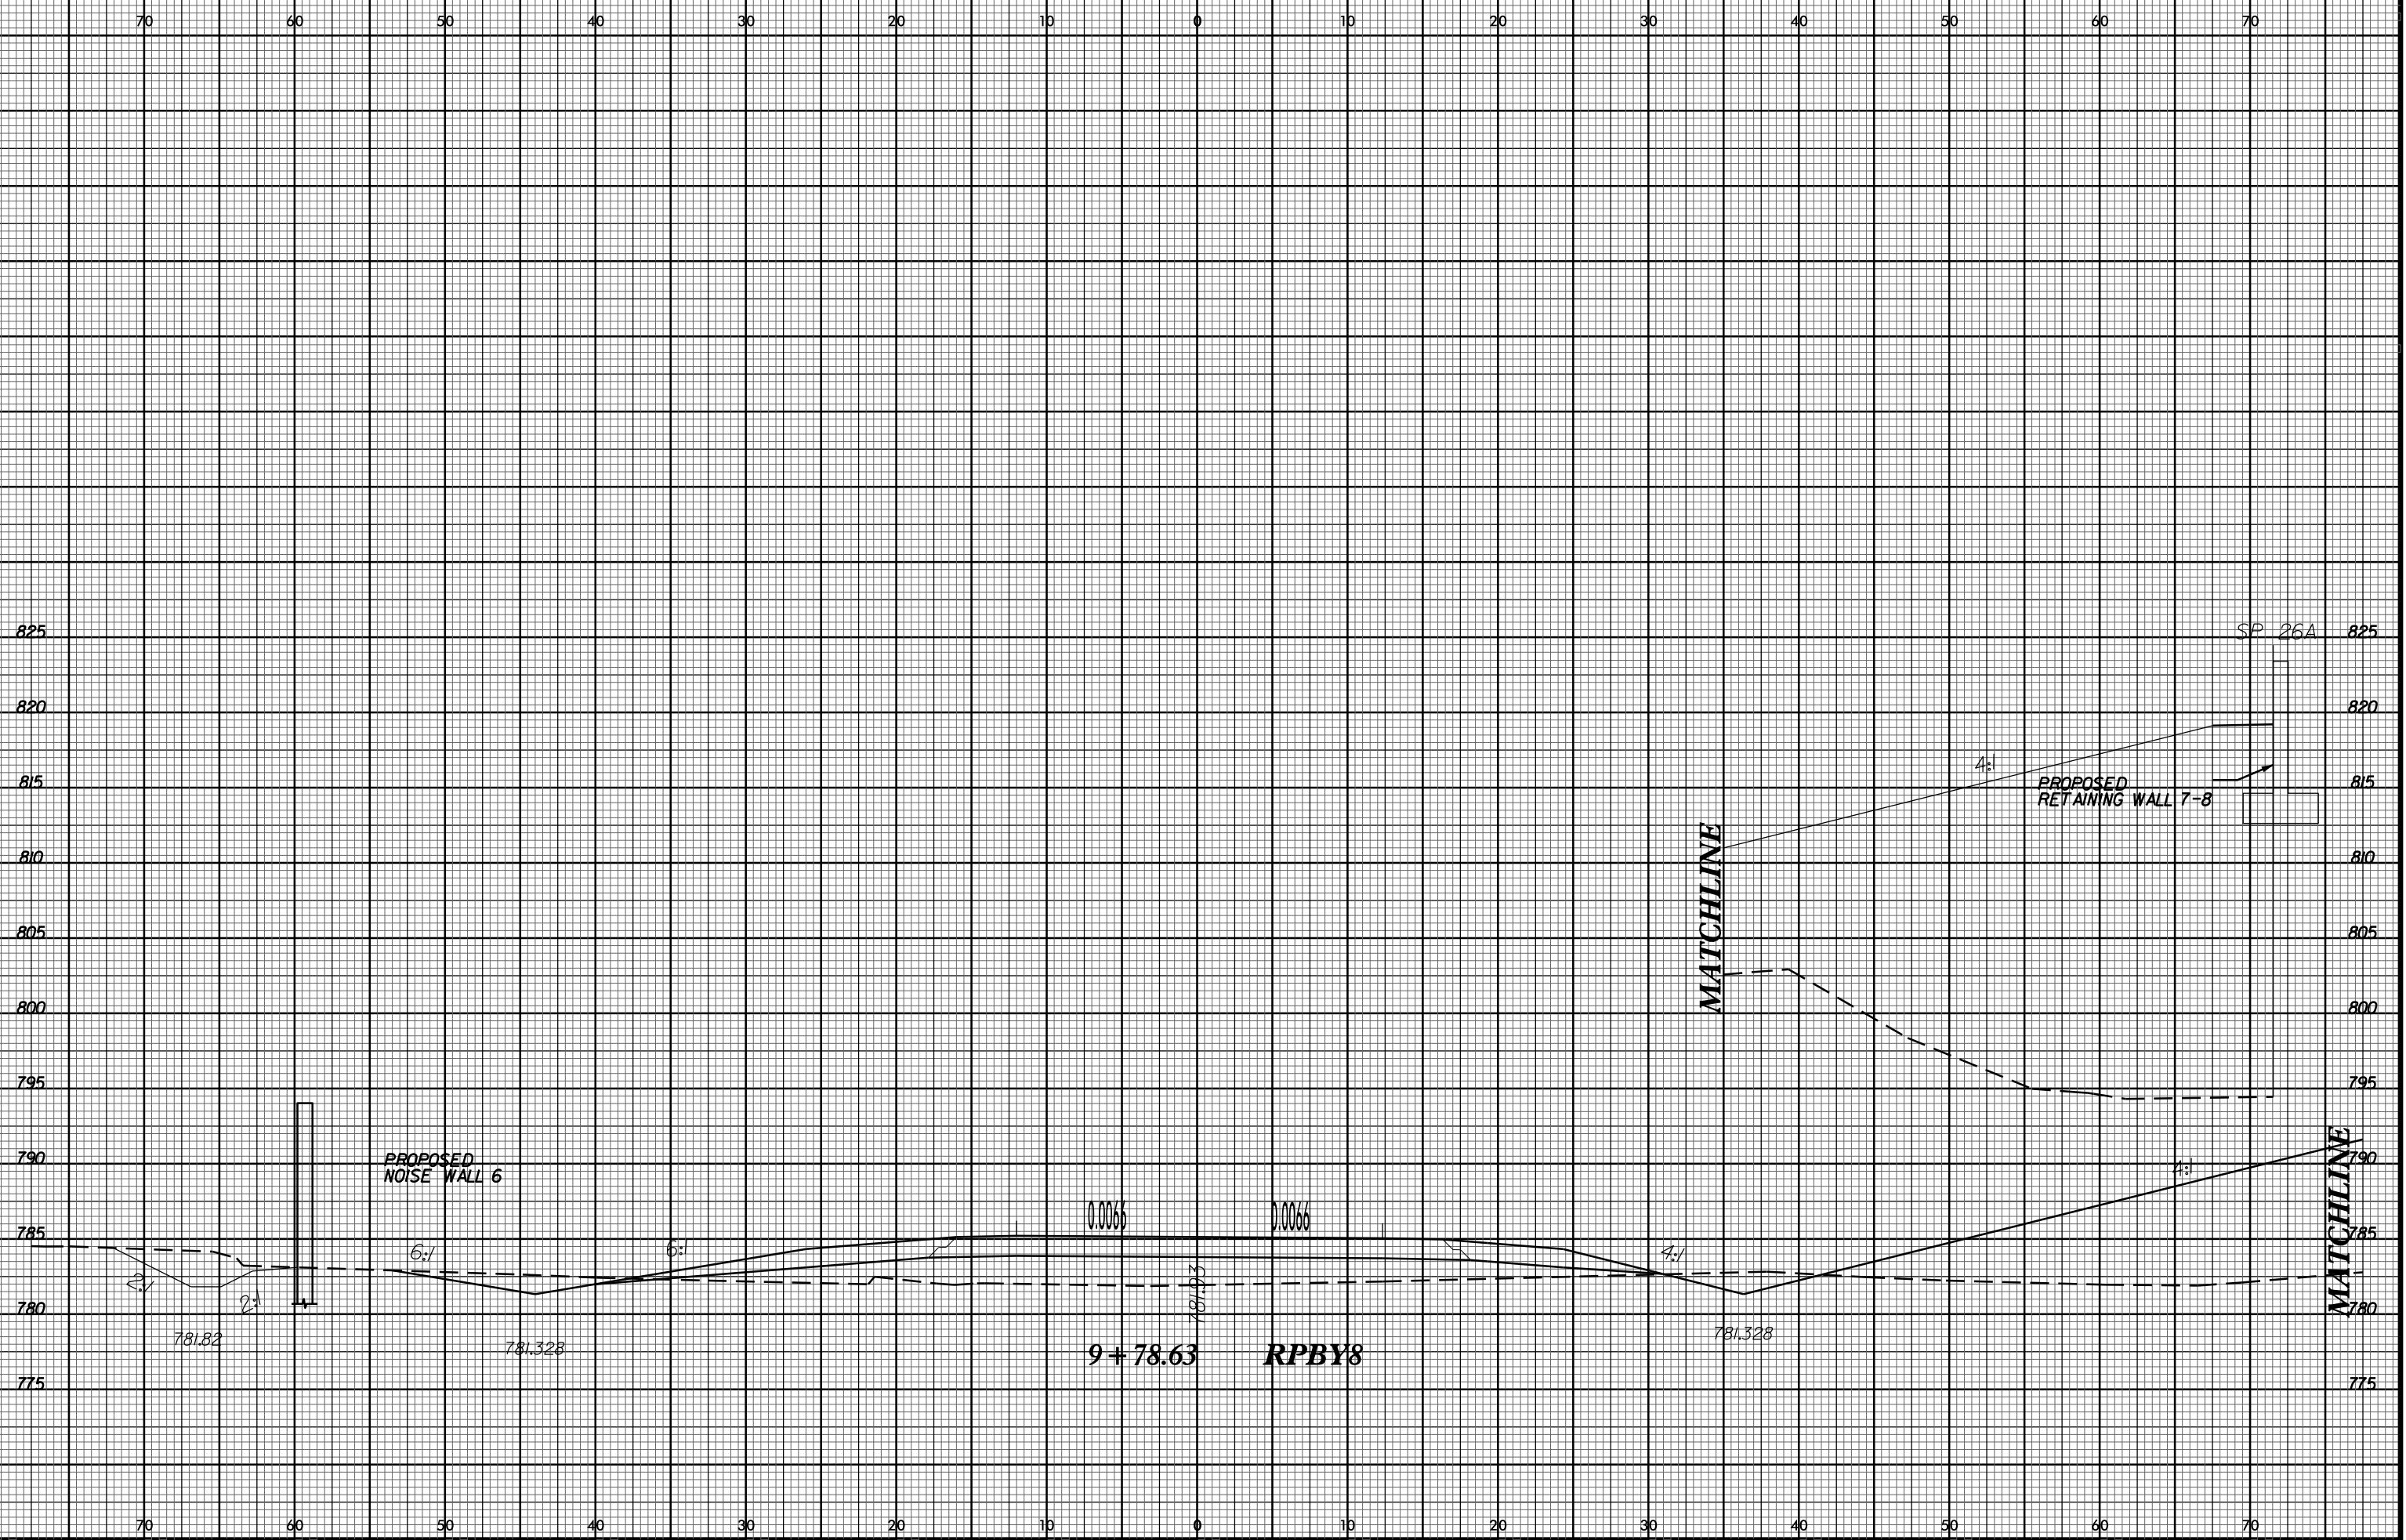 70 60 50 40 30 20 10 0 10 20 30 40 50 60 70
825 SP 26A 825
820 820
4:1
815 PROPOSED 815
RETAINING WALL 7-8
MATCHLINE
810 810
805 805
800 800
795 795
MATCHLINE
790 PROPOSED 4:1 790
NOISE WALL 6
0.0066 0.0066
785 6:1 6:1 4:1 785
2:1 2:1 781.93
780 780
781.82 781.328 781.328
9+78.63 RPBY8
775 775
70 60 50 40 30 20 10 0 10 20 30 40 50 60 70